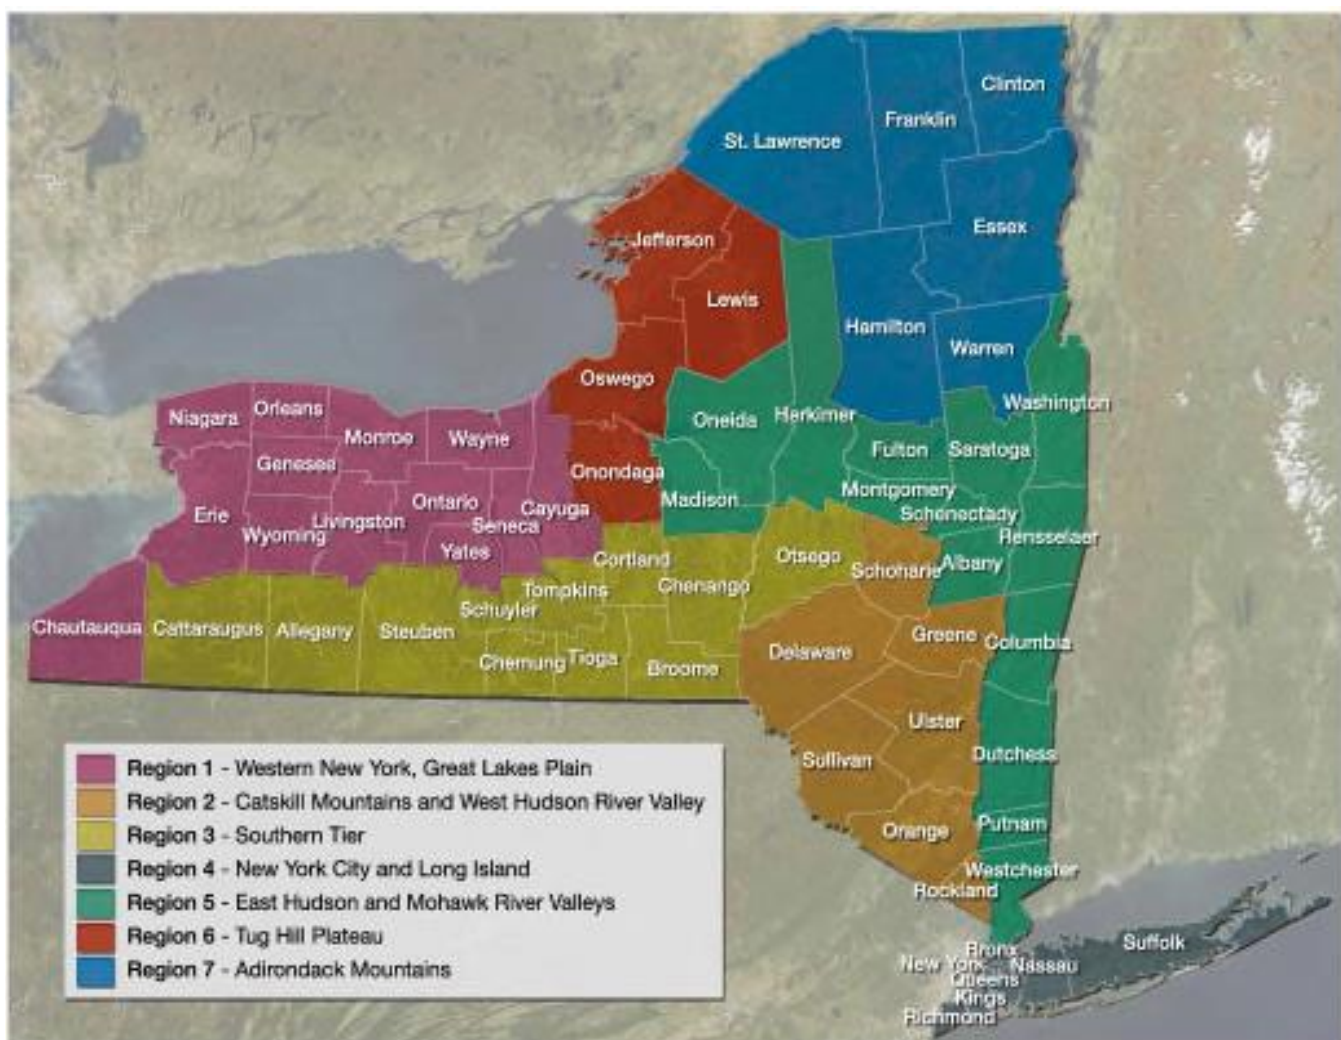 Clinton
Franklin
St. Lawrence
Essex
Jefferson
Lewis
Hamilton
Warren
Oswego
Washington
Niagara
Orleans
Oneida
Herkimer
Monroe
Wayne
Fulton
Saratoga
Genesee
Onondaga
Madison
Montgomery
Ontario
Cayuga
Erie
Livingston
Seneca
Schenectady
Wyoming
Rensselaer
Yates
Cortland
Otsego
Schoharie
Albany
Chenango
Tompkins
Schuyler
Chautauqua
Cattaraugus
Allegany
Steuben
Greene
Columbia
Delaware
Chemung
Tioga
Broome
Ulster
Dutchess
Sullivan
Putnam
Orange
Westchester
Rockland
Suffolk
Bronx
New York
Nassau
Queens
Kings
Richmond
Region 1 - Western New York, Great Lakes Plain
Region 2 - Catskill Mountains and West Hudson River Valley
Region 3 - Southern Tier
Region 4 - New York City and Long Island
Region 5 - East Hudson and Mohawk River Valleys
Region 6 - Tug Hill Plateau
Region 7 - Adirondack Mountains